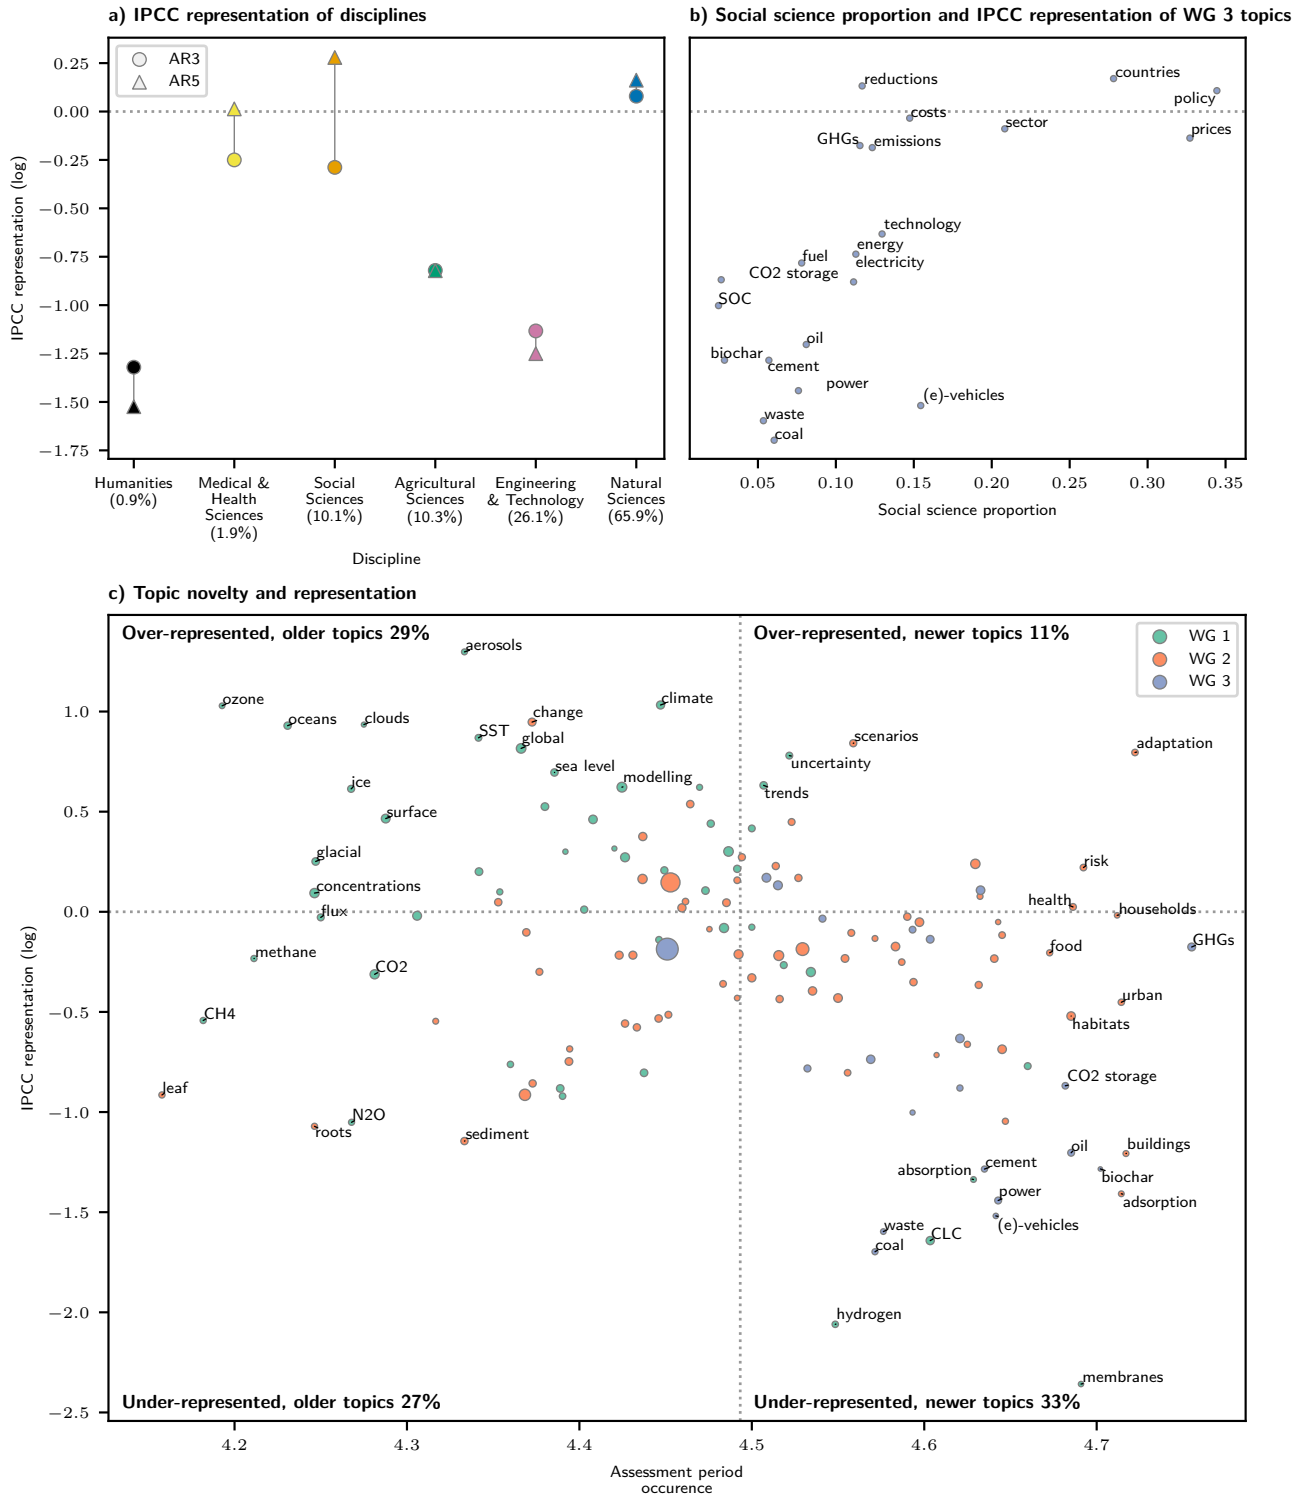 a) IPCC representation of disciplines
AR3
AR5
0.25
0.00
−0.25
−0.50
−0.75
−1.00
−1.25
−1.50
−1.75
IPCC representation (log)
Humanities
(0.9%)
Medical &
Health
Sciences
(1.9%)
Social
Sciences
(10.1%)
Agricultural
Sciences
(10.3%)
Engineering
& Technology
(26.1%)
Natural
Sciences
(65.9%)
Discipline
b) Social science proportion and IPCC representation of WG 3 topics
reductions
countries
policy
costs
sector
prices
GHGs
emissions
technology
energy
fuel
electricity
CO2 storage
SOC
oil
biochar
cement
power
(e)-vehicles
waste
coal
0.05
0.10
0.15
0.20
0.25
0.30
0.35
Social science proportion
c) Topic novelty and representation
Over-represented, older topics 29%
Over-represented, newer topics 11%
WG 1
WG 2
WG 3
aerosols
ozone
climate
oceans
clouds
change
SST
global
scenarios
adaptation
sea level
uncertainty
modelling
ice
trends
surface
glacial
risk
concentrations
health
flux
households
methane
CO2
food
GHGs
CH4
urban
habitats
leaf
CO2 storage
N2O
roots
sediment
oil
buildings
cement
absorption
biochar
power
adsorption
waste
CLC
(e)-vehicles
coal
hydrogen
membranes
Under-represented, older topics 27%
Under-represented, newer topics 33%
1.0
0.5
0.0
−0.5
−1.0
−1.5
−2.0
−2.5
IPCC representation (log)
4.2
4.3
4.4
4.5
4.6
4.7
Assessment period
occurence